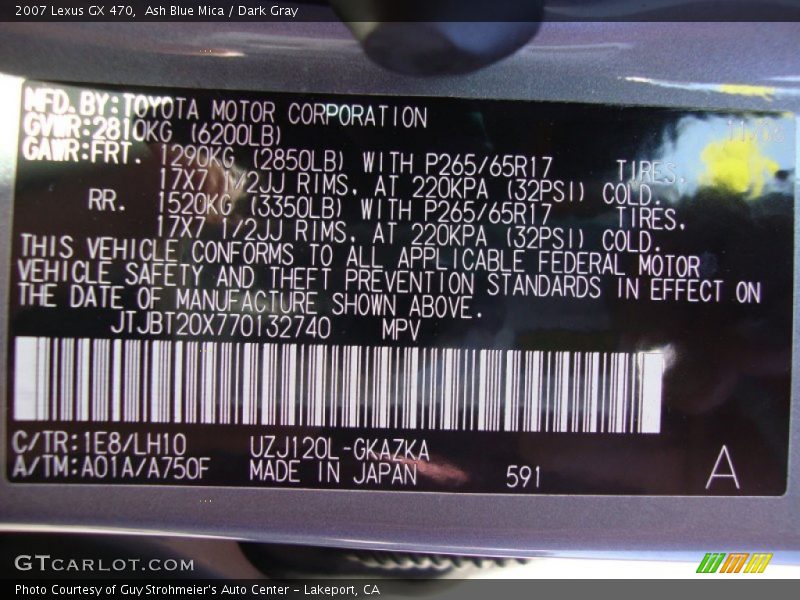 2007 Lexus GX 470,  Ash Blue Mica / Dark Gray
MFD. BY:TOYOTA MOTOR CORPORATION
GVWR:2810KG (6200LB)
GAWR:FRT. 1290KG (2850LB) WITH P265/65R17 TIRES,
17X7 1/2JJ RIMS, AT 220KPA (32PSI) COLD.
RR. 1520KG (3350LB) WITH P265/65R17 TIRES,
17X7 1/2JJ RIMS, AT 220KPA (32PSI) COLD.
THIS VEHICLE CONFORMS TO ALL APPLICABLE FEDERAL MOTOR
VEHICLE SAFETY AND THEFT PREVENTION STANDARDS IN EFFECT ON
THE DATE OF MANUFACTURE SHOWN ABOVE.
JTJBT20X770132740 MPV
C/TR:1E8/LH10 UZJ120L-GKAZKA
A/TM:A01A/A750F MADE IN JAPAN 591 A
GTCARLOT.COM
Photo Courtesy of Guy Strohmeier's Auto Center - Lakeport, CA